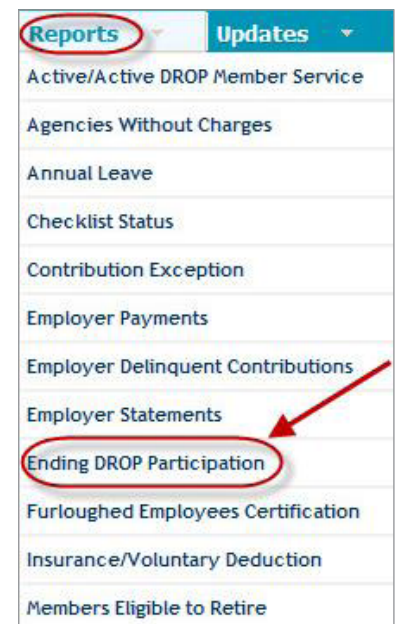 Reports Updates
Active/Active DROP Member Service
Agencies Without Charges
Annual Leave
Checklist Status
Contribution Exception
Employer Payments
Employer Delinquent Contributions
Employer Statements
Ending DROP Participation
Furloughed Employees Certification
Insurance/Voluntary Deduction
Members Eligible to Retire